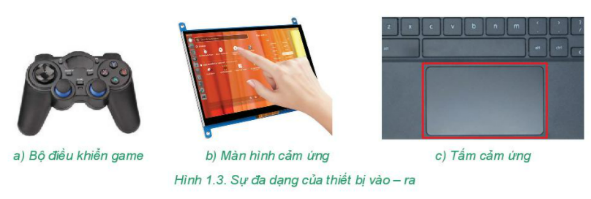 a) Bộ điều khiển game
b) Màn hình cảm ứng
c) Tấm cảm ứng
Hình 1.3. Sự đa dạng của thiết bị vào – ra